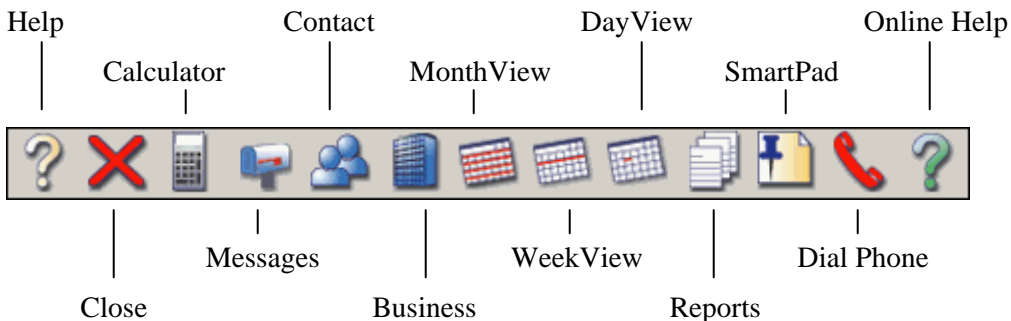 Help Contact DayView Online Help
Calculator MonthView SmartPad
Messages WeekView Dial Phone
Close Business Reports